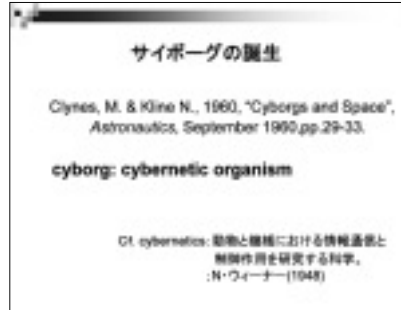 サイボーグの誕生
Clynes, M. & Kline N., 1960, "Cyborgs and Space",
Astronautics, September 1960,pp.29-33.
cyborg: cybernetic organism
Cf. cybernetics: 動物と機械における情報通信と
制御作用を研究する科学。
:N・ウィーナー(1948)